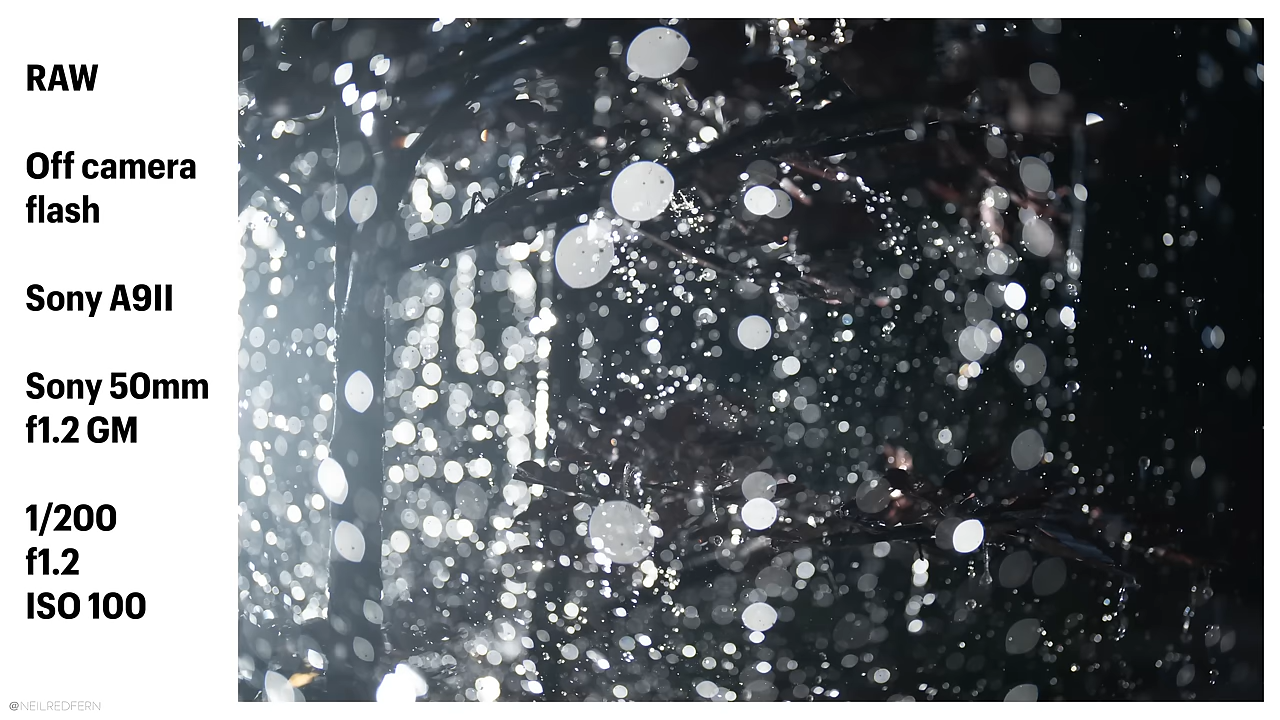 RAW
Off camera
flash
Sony A9II
Sony 50mm
f1.2 GM
1/200
f1.2
ISO 100
@NEILREDFERN